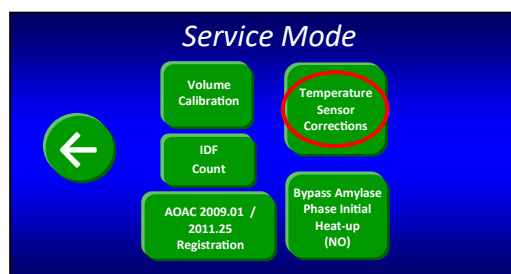 Service Mode
Volume
Calibration
Temperature
Sensor
Corrections
IDF
Count
AOAC 2009.01 /
2011.25
Registration
Bypass Amylase
Phase Initial
Heat-up
(NO)